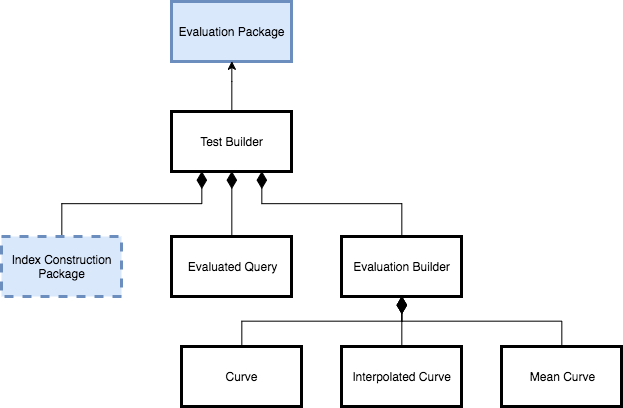 Evaluation Package
Test Builder
Index Construction
Package
Evaluated Query
Evaluation Builder
Curve
Interpolated Curve
Mean Curve